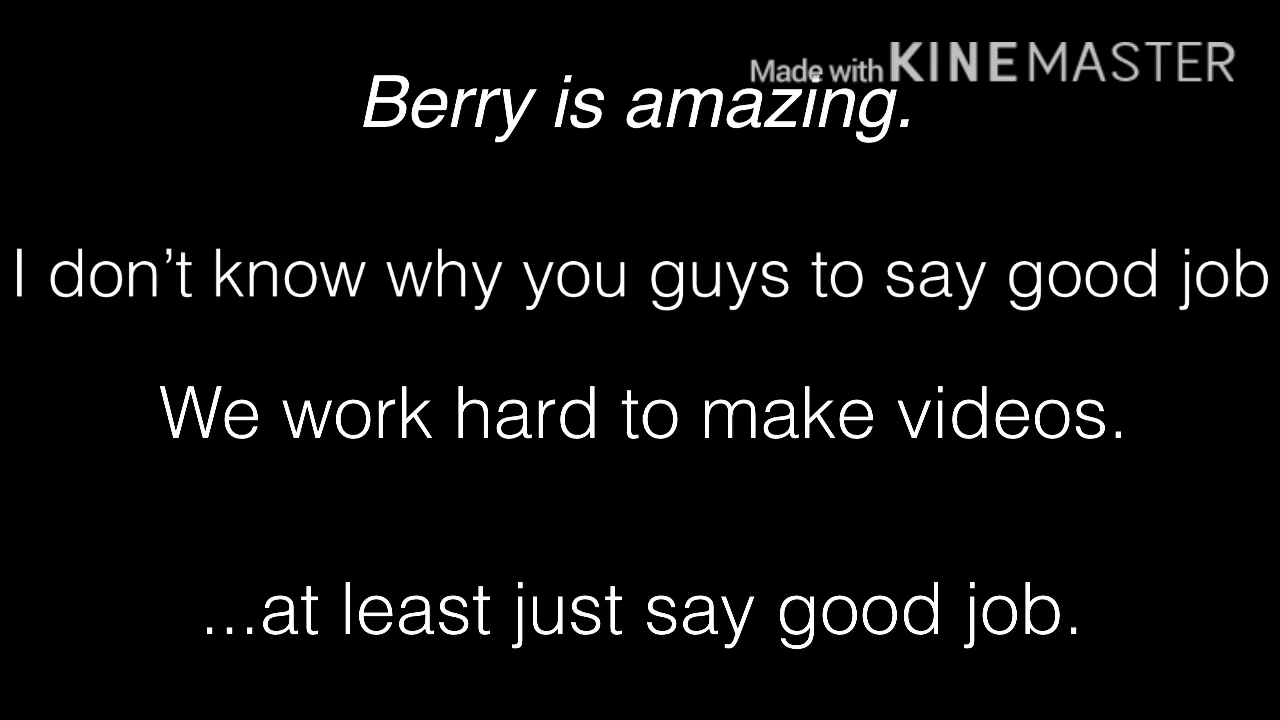 Made with KINEMASTER
Berry is amazing.
I don’t know why you guys to say good job
We work hard to make videos.
...at least just say good job.